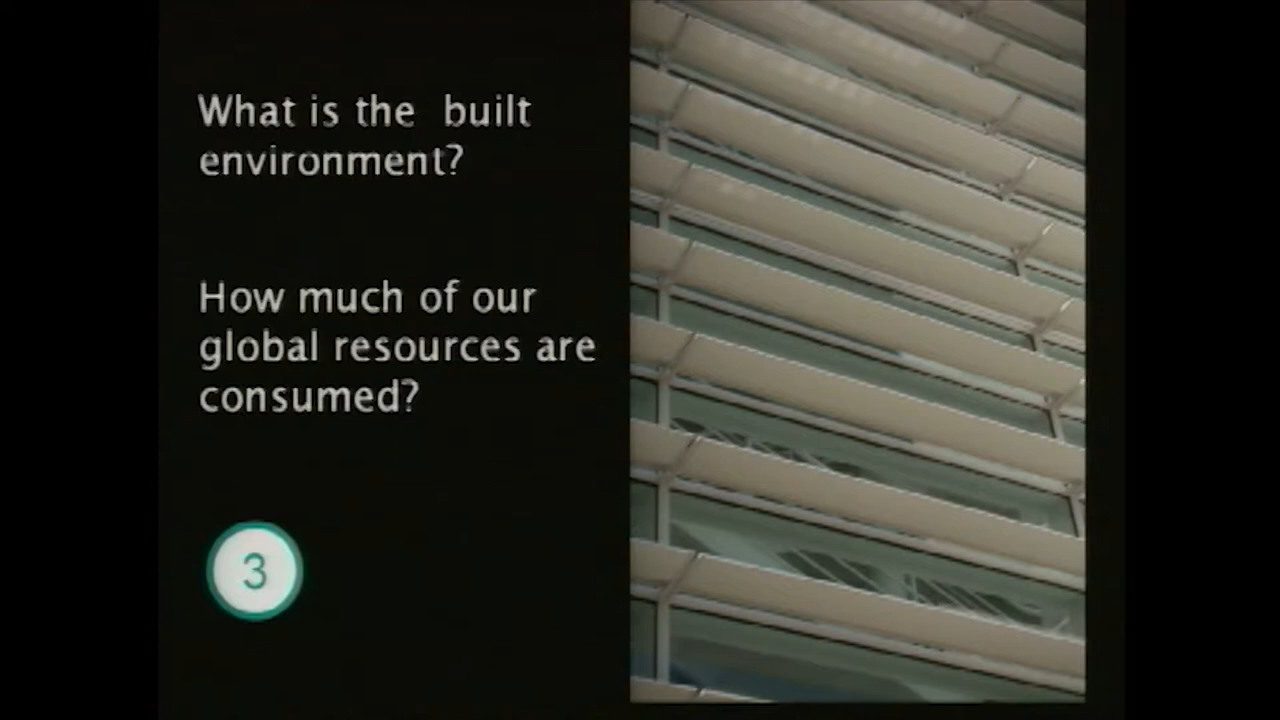 What is the built
environment?
How much of our
global resources are
consumed?
3